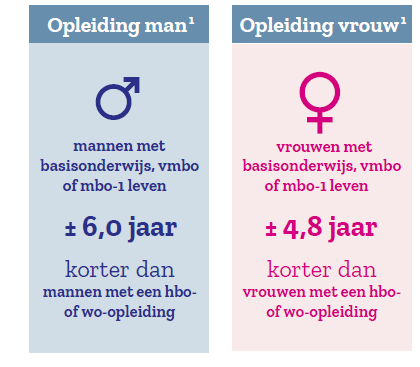 Opleiding man¹
mannen met
basisonderwijs, vmbo
of mbo-1 leven
± 6,0 jaar
korter dan
mannen met een hbo-
of wo-opleiding
Opleiding vrouw¹
vrouwen met
basisonderwijs, vmbo
of mbo-1 leven
± 4,8 jaar
korter dan
vrouwen met een hbo-
of wo-opleiding